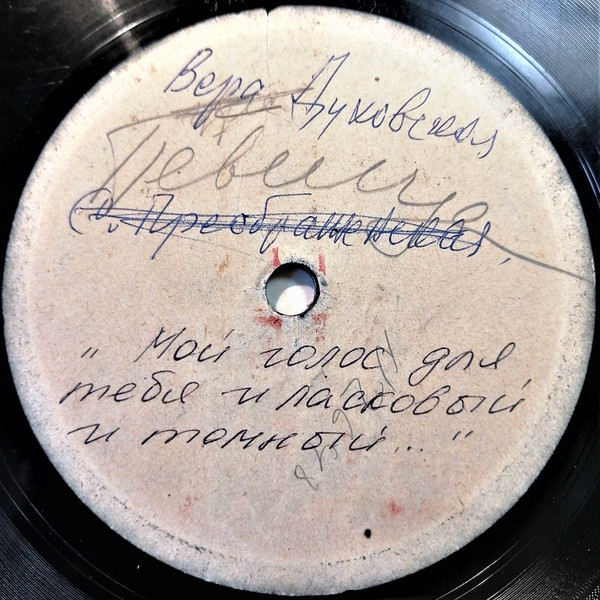 Вера Духовская
Певица
С. Преображенская
„ Мой голос для
тебя и ласковый
и томный... "